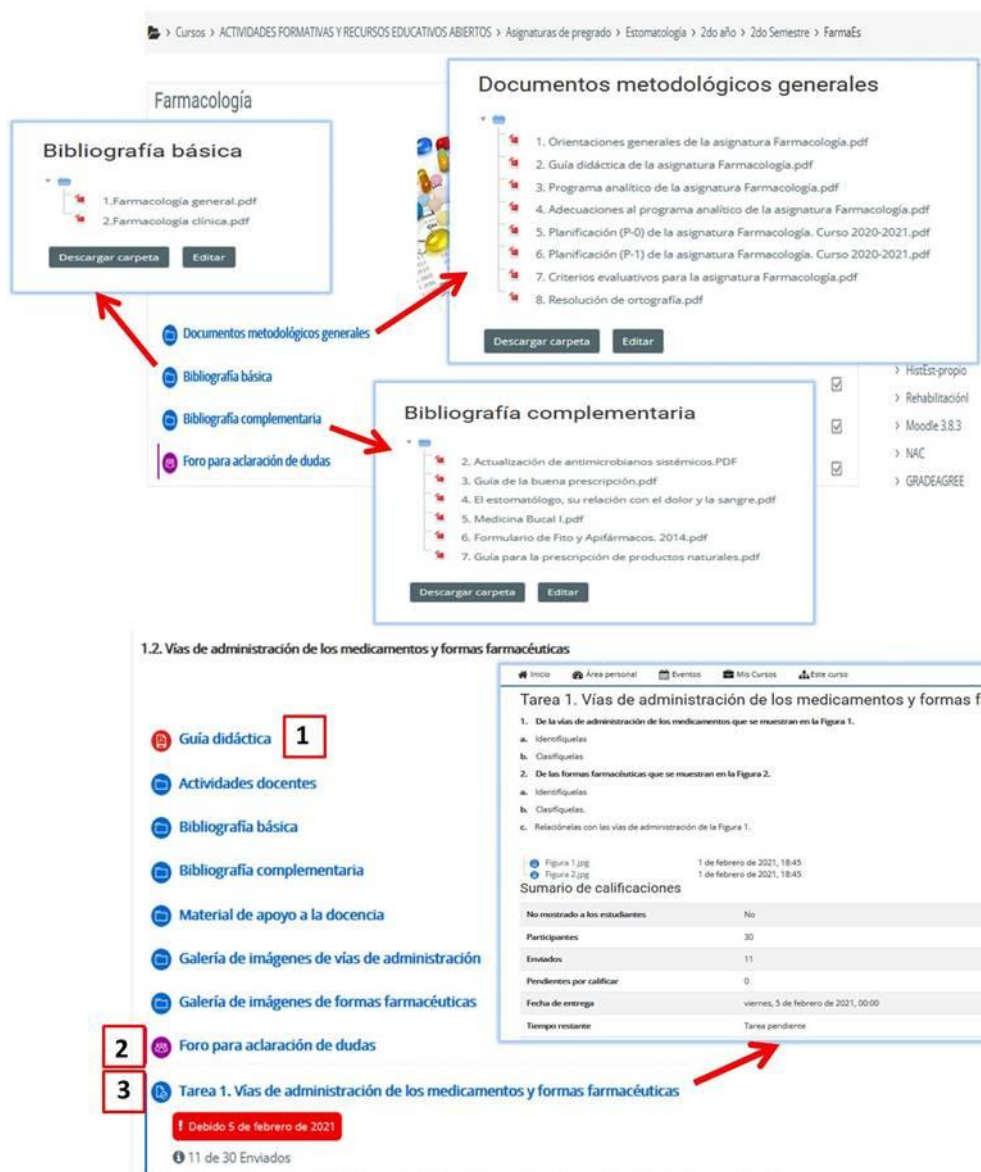 > Cursos > ACTIVIDADES FORMATIVAS Y RECURSOS EDUCATIVOS ABIERTOS > Asignaturas de pregrado > Estomatología > 2do año > 2do Semestre > FarmaEs
Farmacología
Bibliografía básica
1.Farmacología general.pdf
2.Farmacología clínica.pdf
Descargar carpeta Editar
Documentos metodológicos generales
1. Orientaciones generales de la asignatura Farmacología.pdf
2. Guía didáctica de la asignatura Farmacología.pdf
3. Programa analítico de la asignatura Farmacología.pdf
4. Adecuaciones al programa analítico de la asignatura Farmacología.pdf
5. Planificación (P-0) de la asignatura Farmacología. Curso 2020-2021.pdf
6. Planificación (P-1) de la asignatura Farmacología. Curso 2020-2021.pdf
7. Criterios evaluativos para la asignatura Farmacología.pdf
8. Resolución de ortografía.pdf
Descargar carpeta Editar
Documentos metodológicos generales
Bibliografía básica
Bibliografía complementaria
Foro para aclaración de dudas
> HistEst-propio
> RehabilitaciónI
> Moodle 3.8.3
> NAC
> GRADEAGREE
Bibliografía complementaria
2. Actualización de antimicrobianos sistémicos.PDF
3. Guía de la buena prescripción.pdf
4. El estomatólogo, su relación con el dolor y la sangre.pdf
5. Medicina Bucal I.pdf
6. Formulario de Fito y Apifármacos. 2014.pdf
7. Guía para la prescripción de productos naturales.pdf
Descargar carpeta Editar
1.2. Vías de administración de los medicamentos y formas farmacéuticas
Guía didáctica 1
Actividades docentes
Bibliografía básica
Bibliografía complementaria
Material de apoyo a la docencia
Galería de imágenes de vías de administración
Galería de imágenes de formas farmacéuticas
2 Foro para aclaración de dudas
3 Tarea 1. Vías de administración de los medicamentos y formas farmacéuticas
! Debido 5 de febrero de 2021
11 de 30 Enviados
Inicio Área personal Eventos Mis Cursos Este curso
Tarea 1. Vías de administración de los medicamentos y formas f
1. De la vías de administración de los medicamentos que se muestran en la Figura 1.
a. Identifíquelas
b. Clasifíquelas
2. De las formas farmacéuticas que se muestran en la Figura 2.
a. Identifíquelas
b. Clasifíquelas.
c. Relaciónelas con las vías de administración de la Figura 1.
Figura 1.jpg 1 de febrero de 2021, 18:45
Figura 2.jpg 1 de febrero de 2021, 18:45
Sumario de calificaciones
No mostrado a los estudiantes No
Participantes 30
Enviados 11
Pendientes por calificar 0
Fecha de entrega viernes, 5 de febrero de 2021, 00:00
Tiempo restante Tarea pendiente